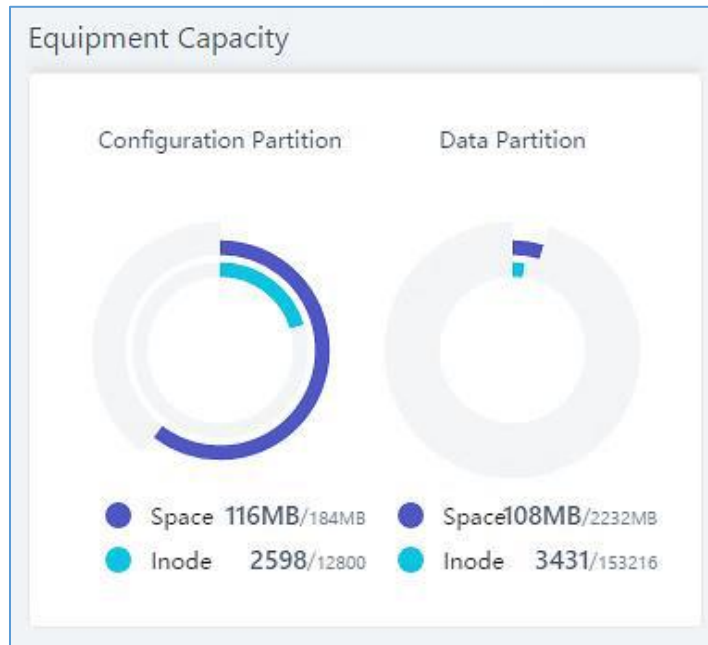 Equipment Capacity
Configuration Partition
Data Partition
Space 116MB/184MB
Inode 2598/12800
Space108MB/2232MB
Inode 3431/153216